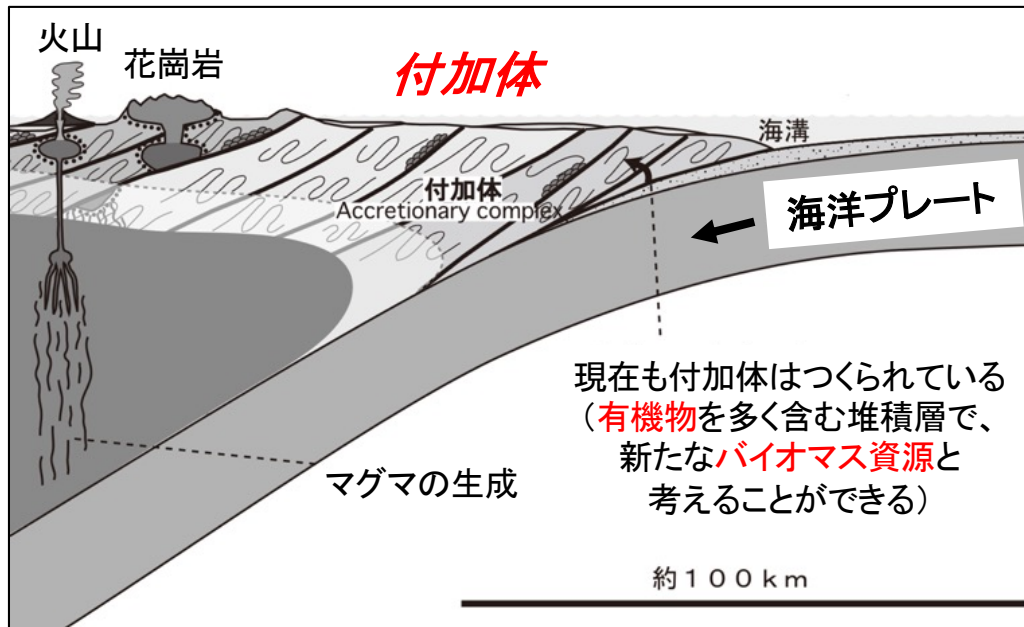 火山
花崗岩
付加体
海溝
付加体
Accretionary complex
海洋プレート
現在も付加体はつくられている
（有機物を多く含む堆積層で、
新たなバイオマス資源と
考えることができる）
マグマの生成
約１００ｋｍ